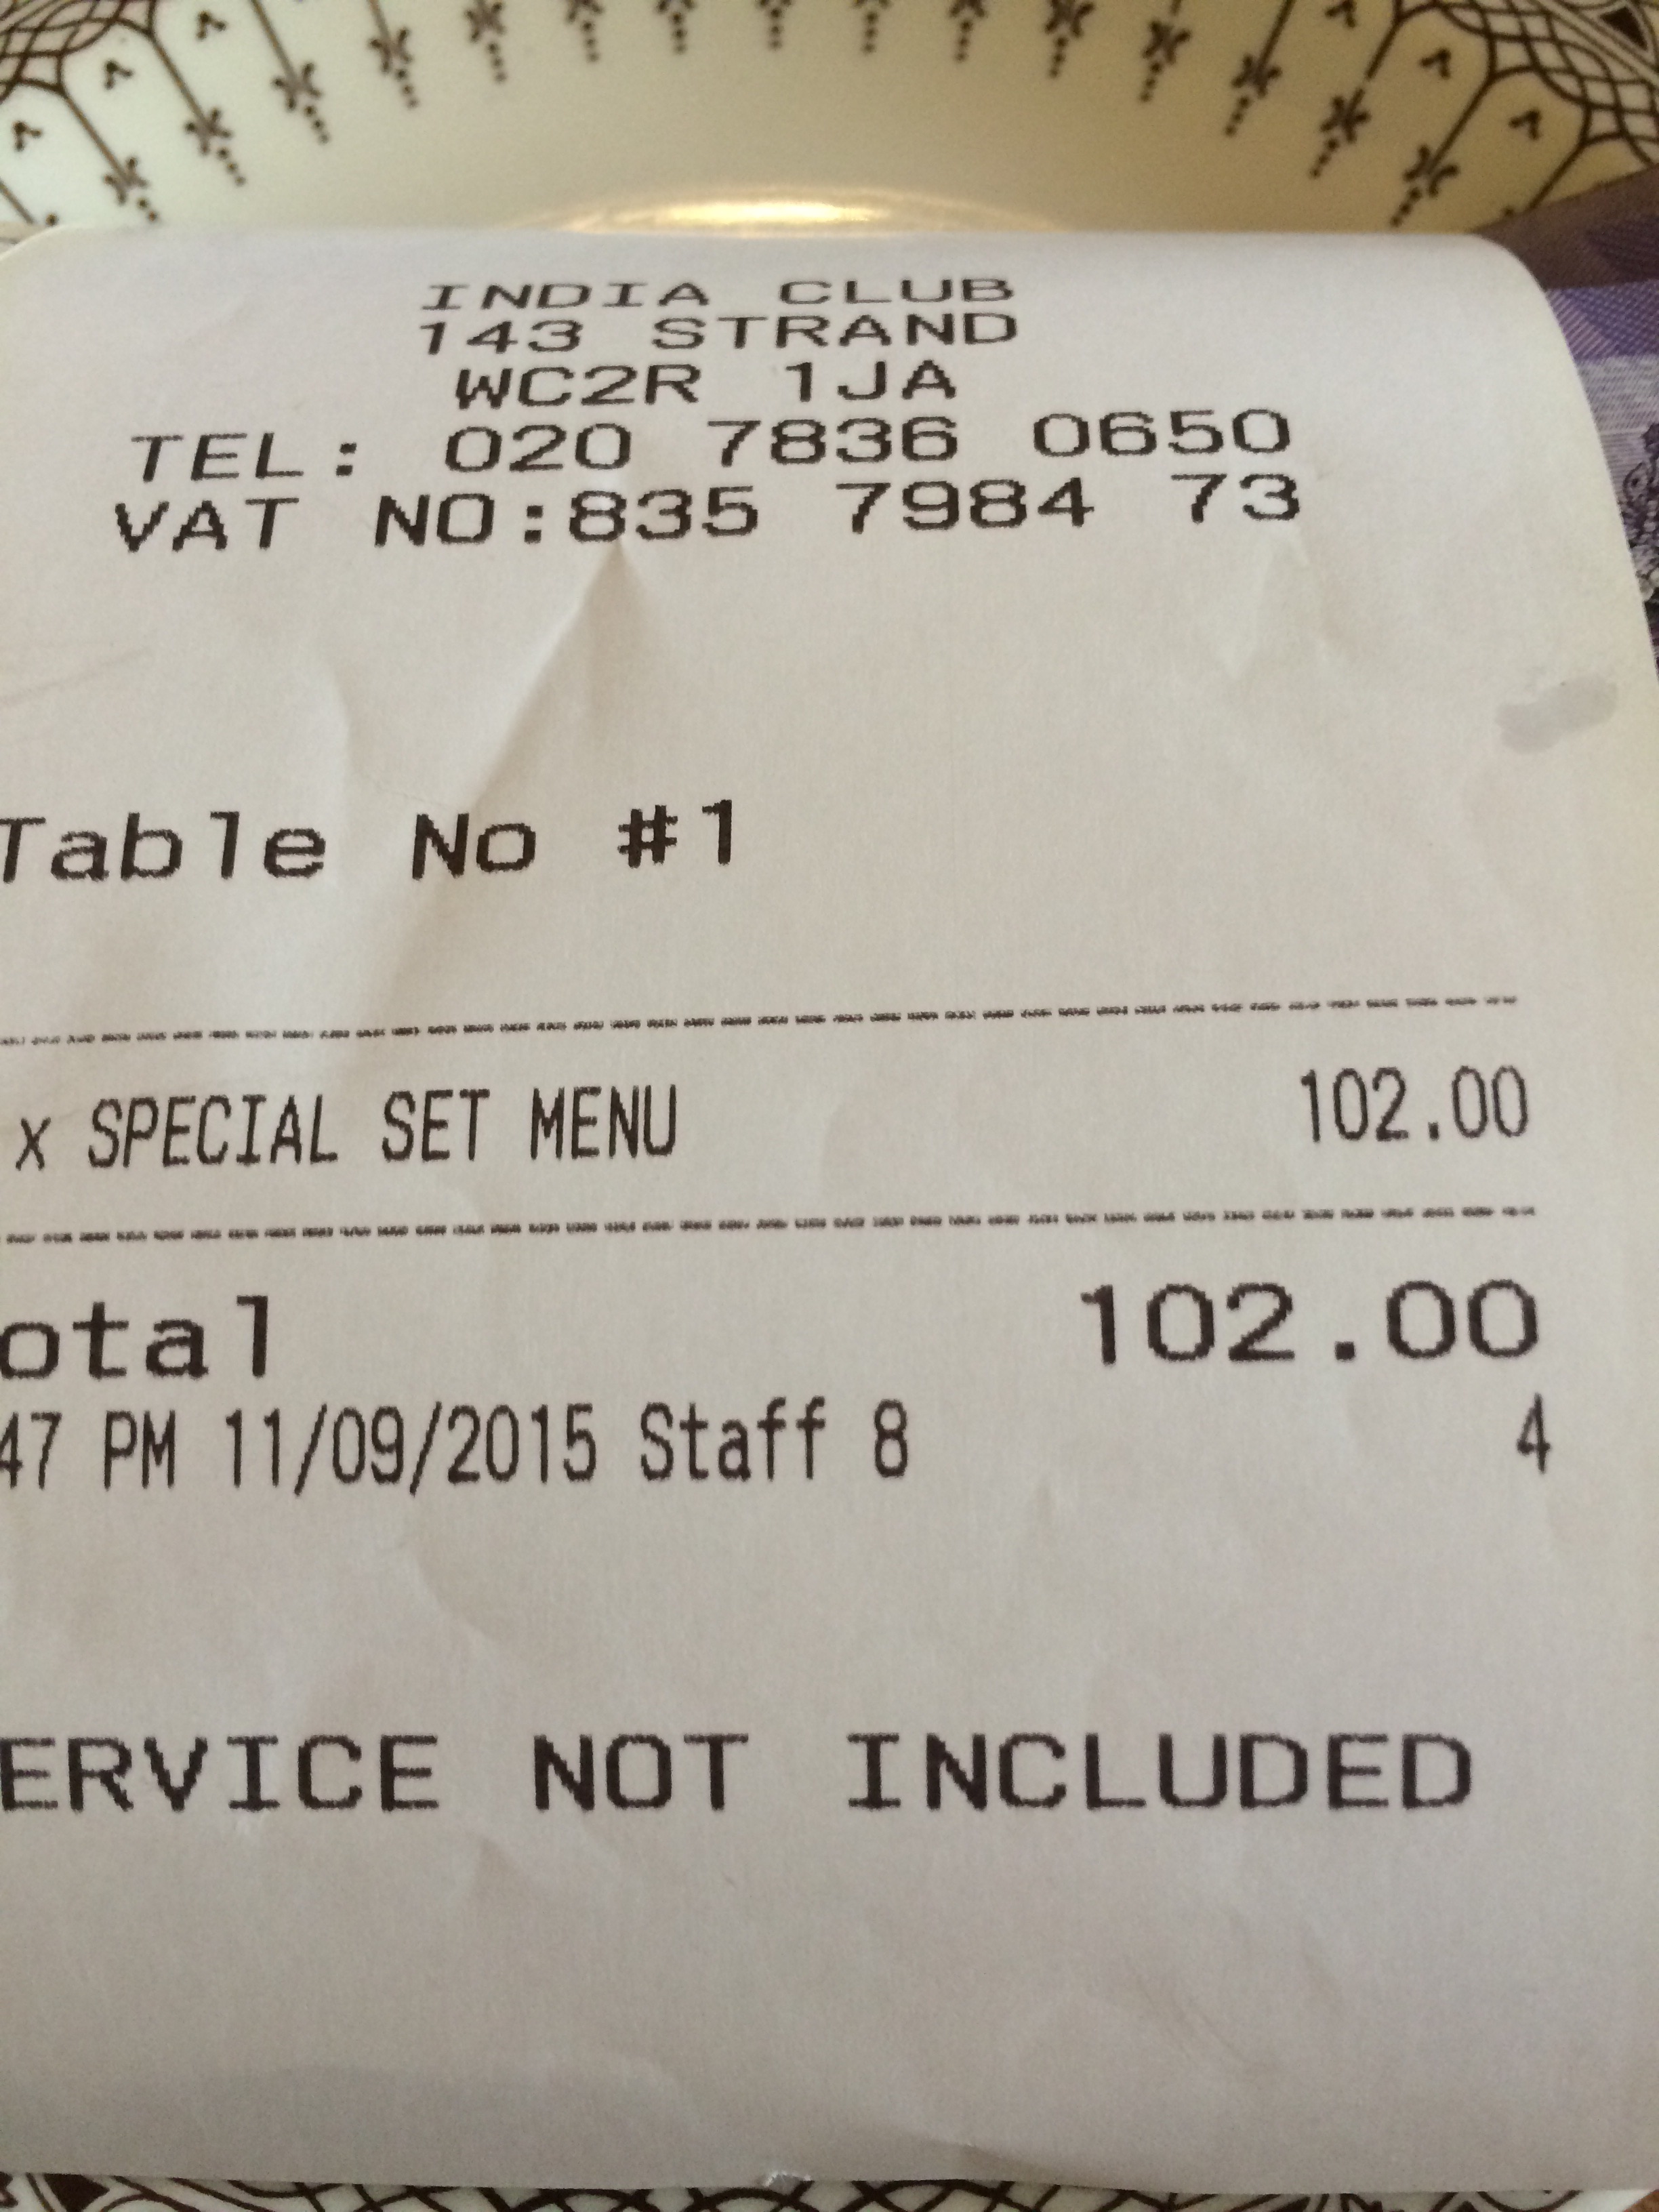 INDIA CLUB
143 STRAND
WC2R 1JA
TEL: 020 7836 0650
VAT NO:835 7984 73
Table No #1
x SPECIAL SET MENU 102.00
otal 102.00
47 PM 11/09/2015 Staff 8 4
ERVICE NOT INCLUDED